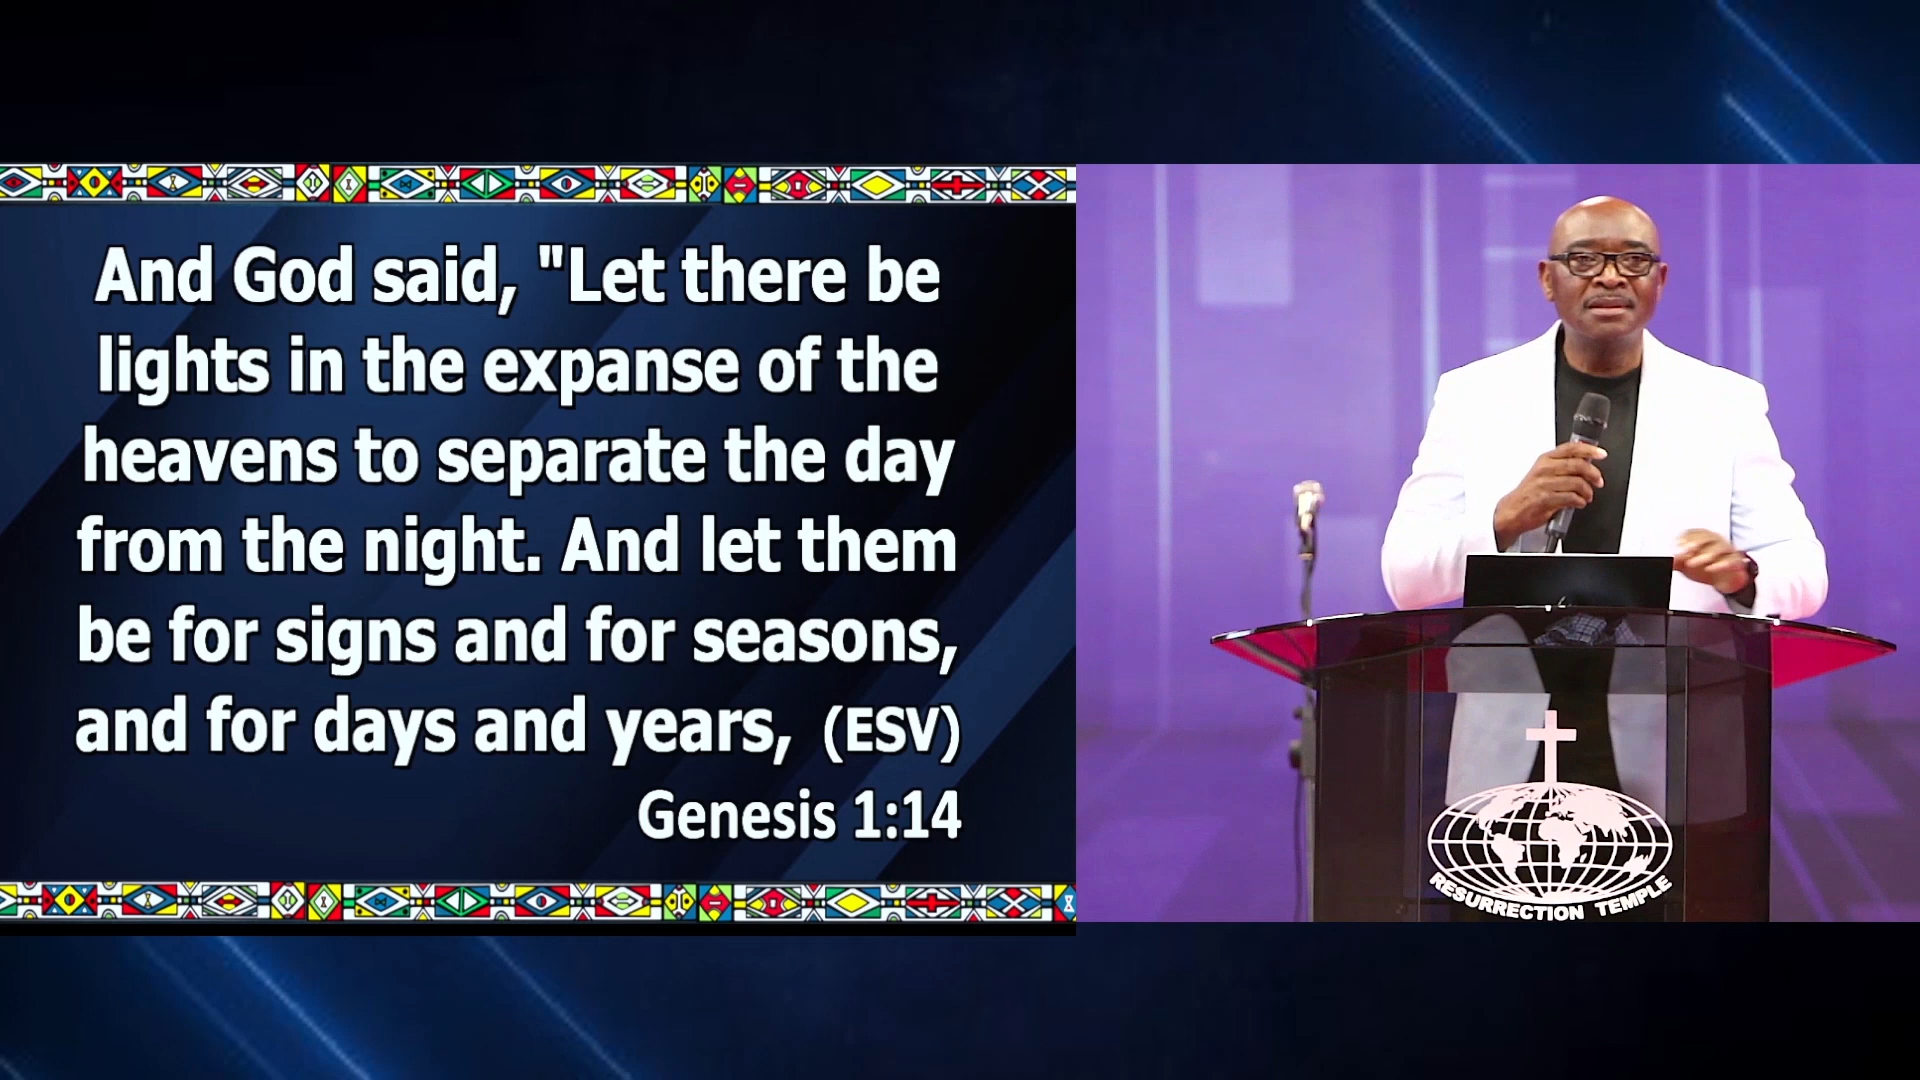 And God said, "Let there be
lights in the expanse of the
heavens to separate the day
from the night. And let them
be for signs and for seasons,
and for days and years, (ESV)
Genesis 1:14
RESURRECTION TEMPLE